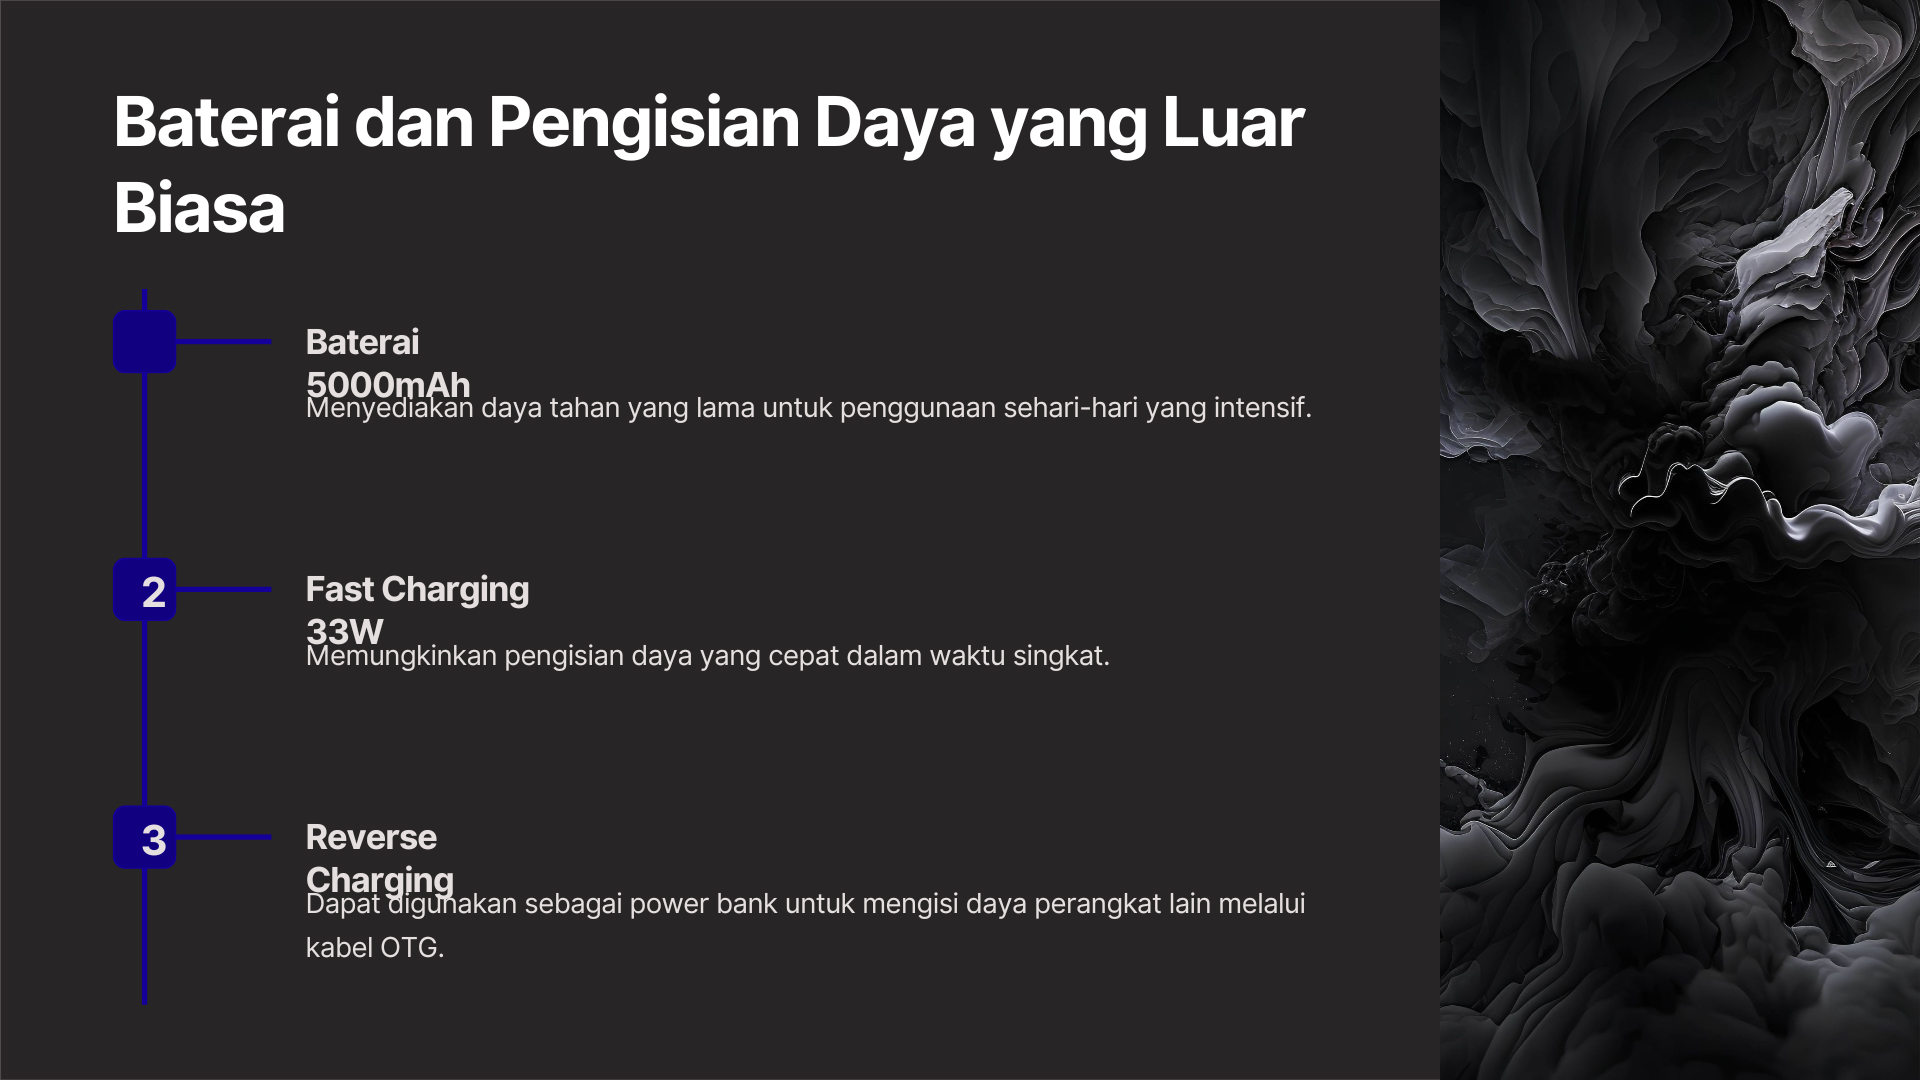 Baterai dan Pengisian Daya yang Luar
Biasa
Baterai
5000mAh
Menyediakan daya tahan yang lama untuk penggunaan sehari-hari yang intensif.
2
Fast Charging
33W
Memungkinkan pengisian daya yang cepat dalam waktu singkat.
3
Reverse
Charging
Dapat digunakan sebagai power bank untuk mengisi daya perangkat lain melalui
kabel OTG.